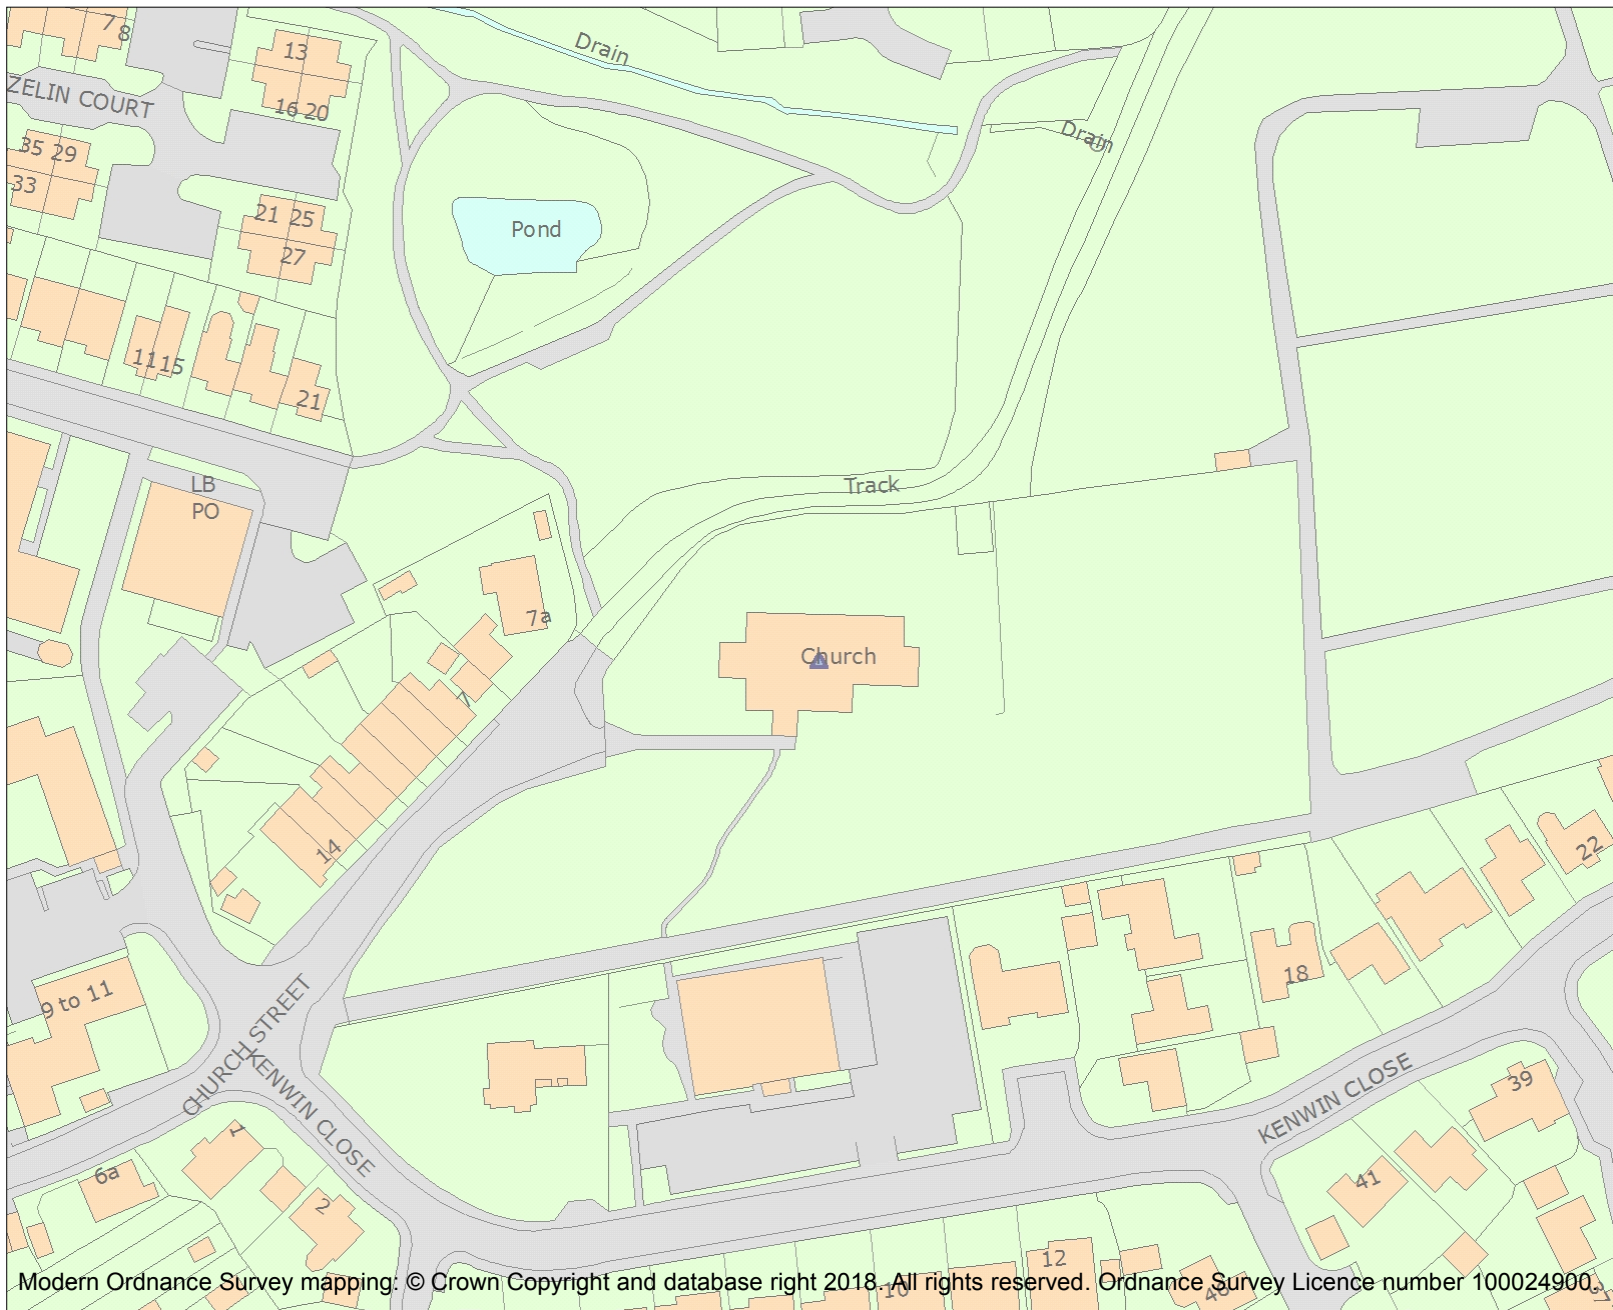 7
8
13
16 20
Drain
ZELIN COURT
Drain
35 29
33
21 25
27
Pond
11 15
21
LB
PO
Track
7a
Church
7
14
22
18
9 to 11
CHURCH STREET
KENWIN CLOSE
KENWIN CLOSE
39
1
6a
2
41
12
10
Modern Ordnance Survey mapping: © Crown Copyright and database right 2018. All rights reserved. Ordnance Survey Licence number 100024900.